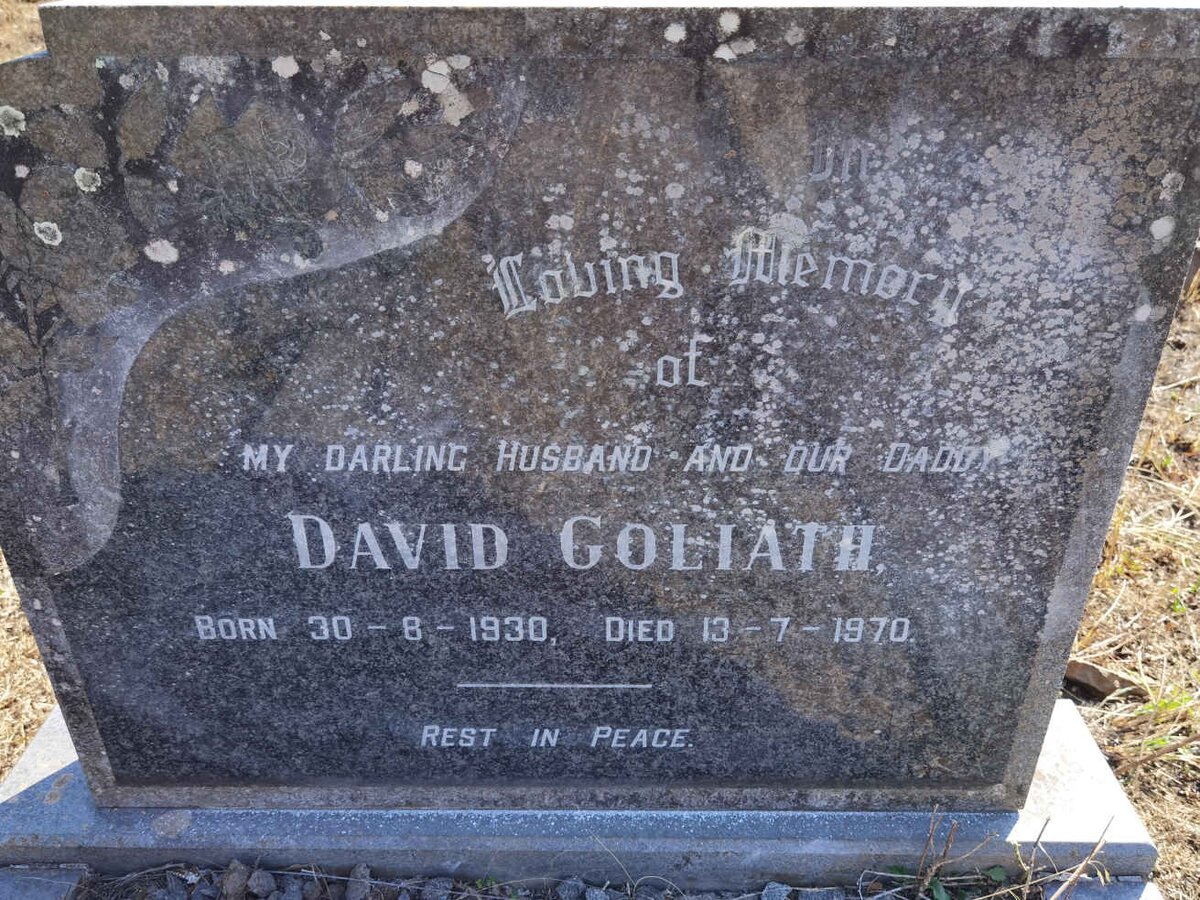 In
Loving Memory
of
MY DARLING HUSBAND AND OUR DADDY
DAVID GOLIATH,
BORN 30-8-1930, DIED 13-7-1970.
REST IN PEACE.